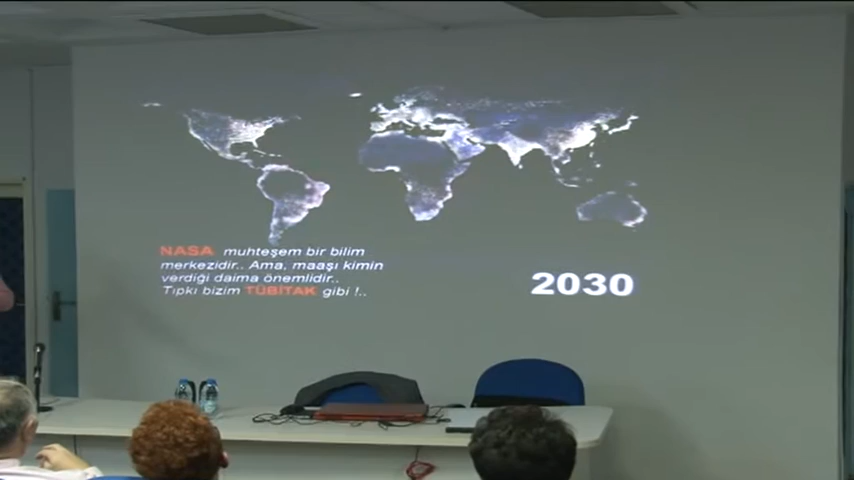 NASA muhteşem bir bilim
merkezidir.. Ama, maaşı kimin
verdiği daima önemlidir..
Tıpkı bizim TÜBİTAK gibi !..
2030